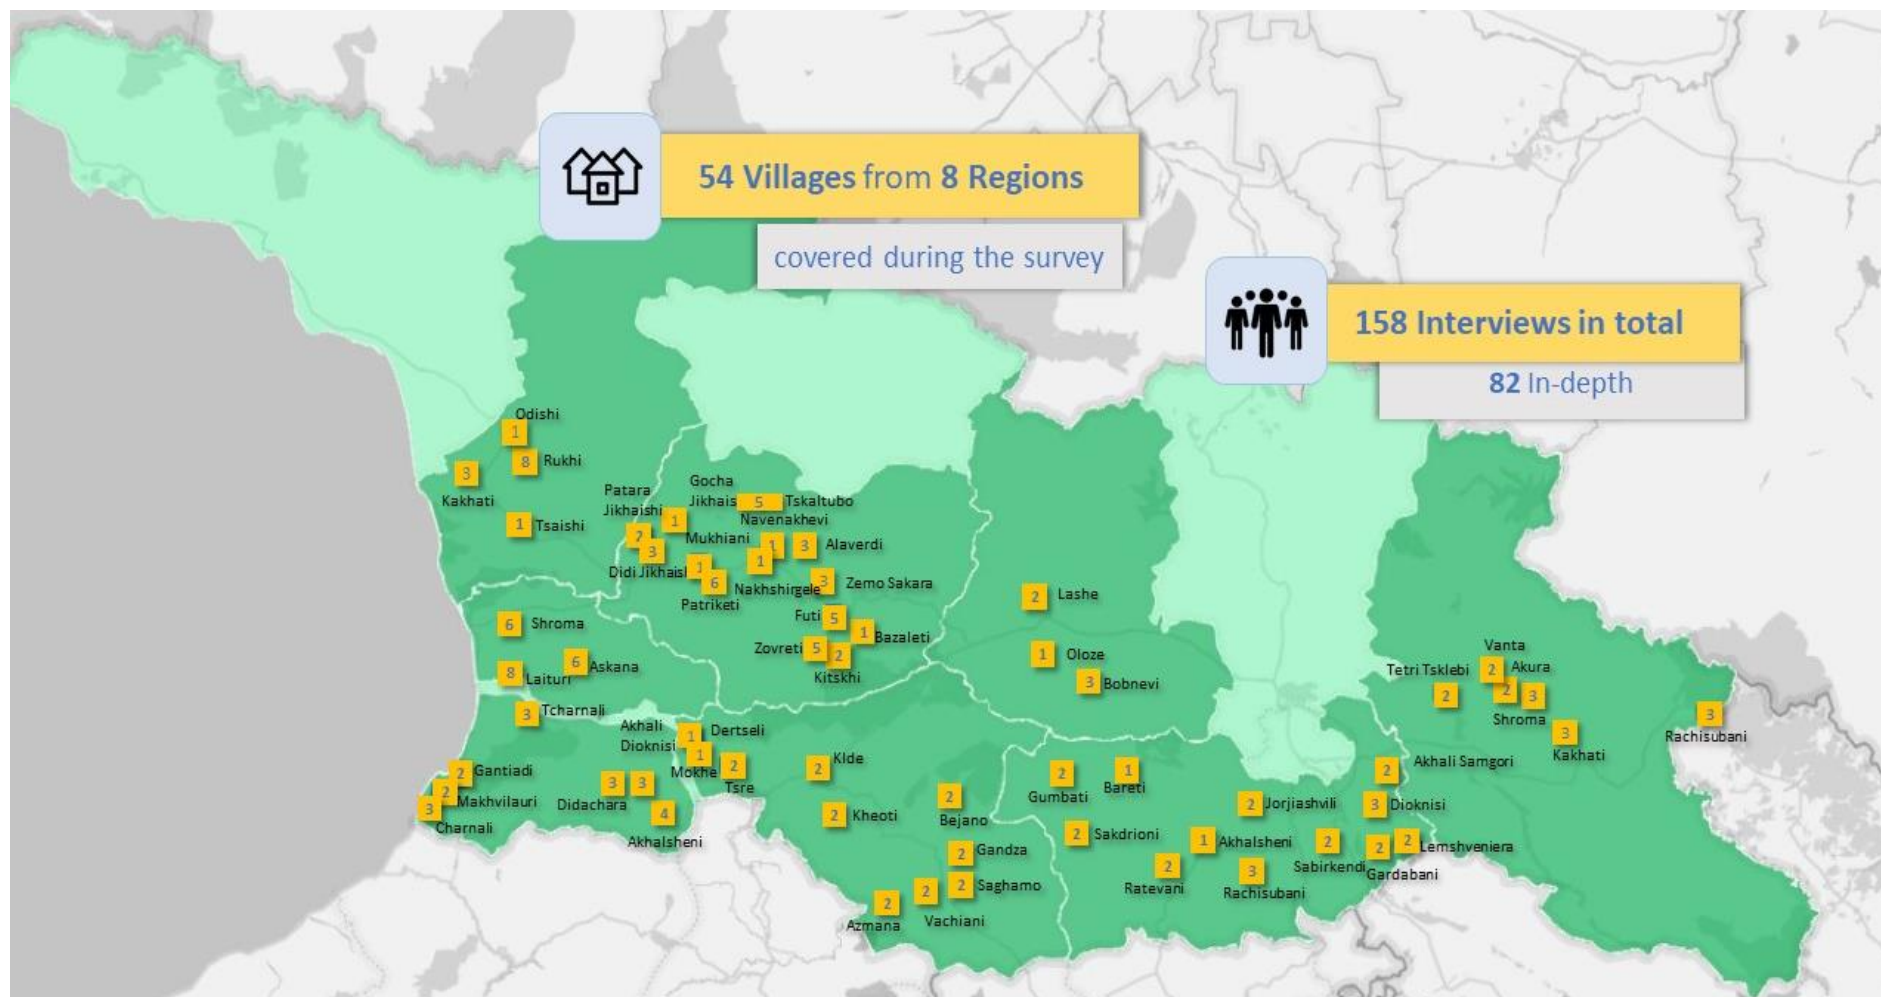 54 Villages from 8 Regions
covered during the survey
158 Interviews in total
82 In-depth
Odishi
1
8 Rukhi
3
Kakhati
1 Tsaishi
Patara
Jikhaishi
2
3
Didi Jikhaish
Gocha
Jikhais
1
5 Tskaltubo
Navenakhevi
Mukhiani
1
1
3 Alaverdi
1
6
Patriketi
Nakhshirgele
3 Zemo Sakara
Futi 5
1 Bazaleti
Zovreti 5
2
Kitskhi
2 Lashe
1 Oloze
3 Bobnevi
6 Shroma
6 Askana
8 Laituri
3 Tcharnali
Akhali
Dioknisi
1 Dertseli
1
Mokhe
2
Tsre
2 Gantiadi
2 Makhvilauri
3
Charnali
3 3
Didachara
4
Akhalsheni
2 Klde
2 Kheoti
2
Bejano
2 Gandza
2 Saghamo
2
Vachiani
2
Azmana
2
Gumbati
1
Bareti
2 Sakdrioni
2
Ratevani
1 Akhalsheni
2 Jorjiashvili
3
Rachisubani
2
Sabirkendi
2 Akhali Samgori
3 Dioknisi
2
Gardabani
2 Lemshveniera
Tetri Tsklebi
2
Vanta
2 Akura
2
3
Shroma
3
Kakhati
3
Rachisubani